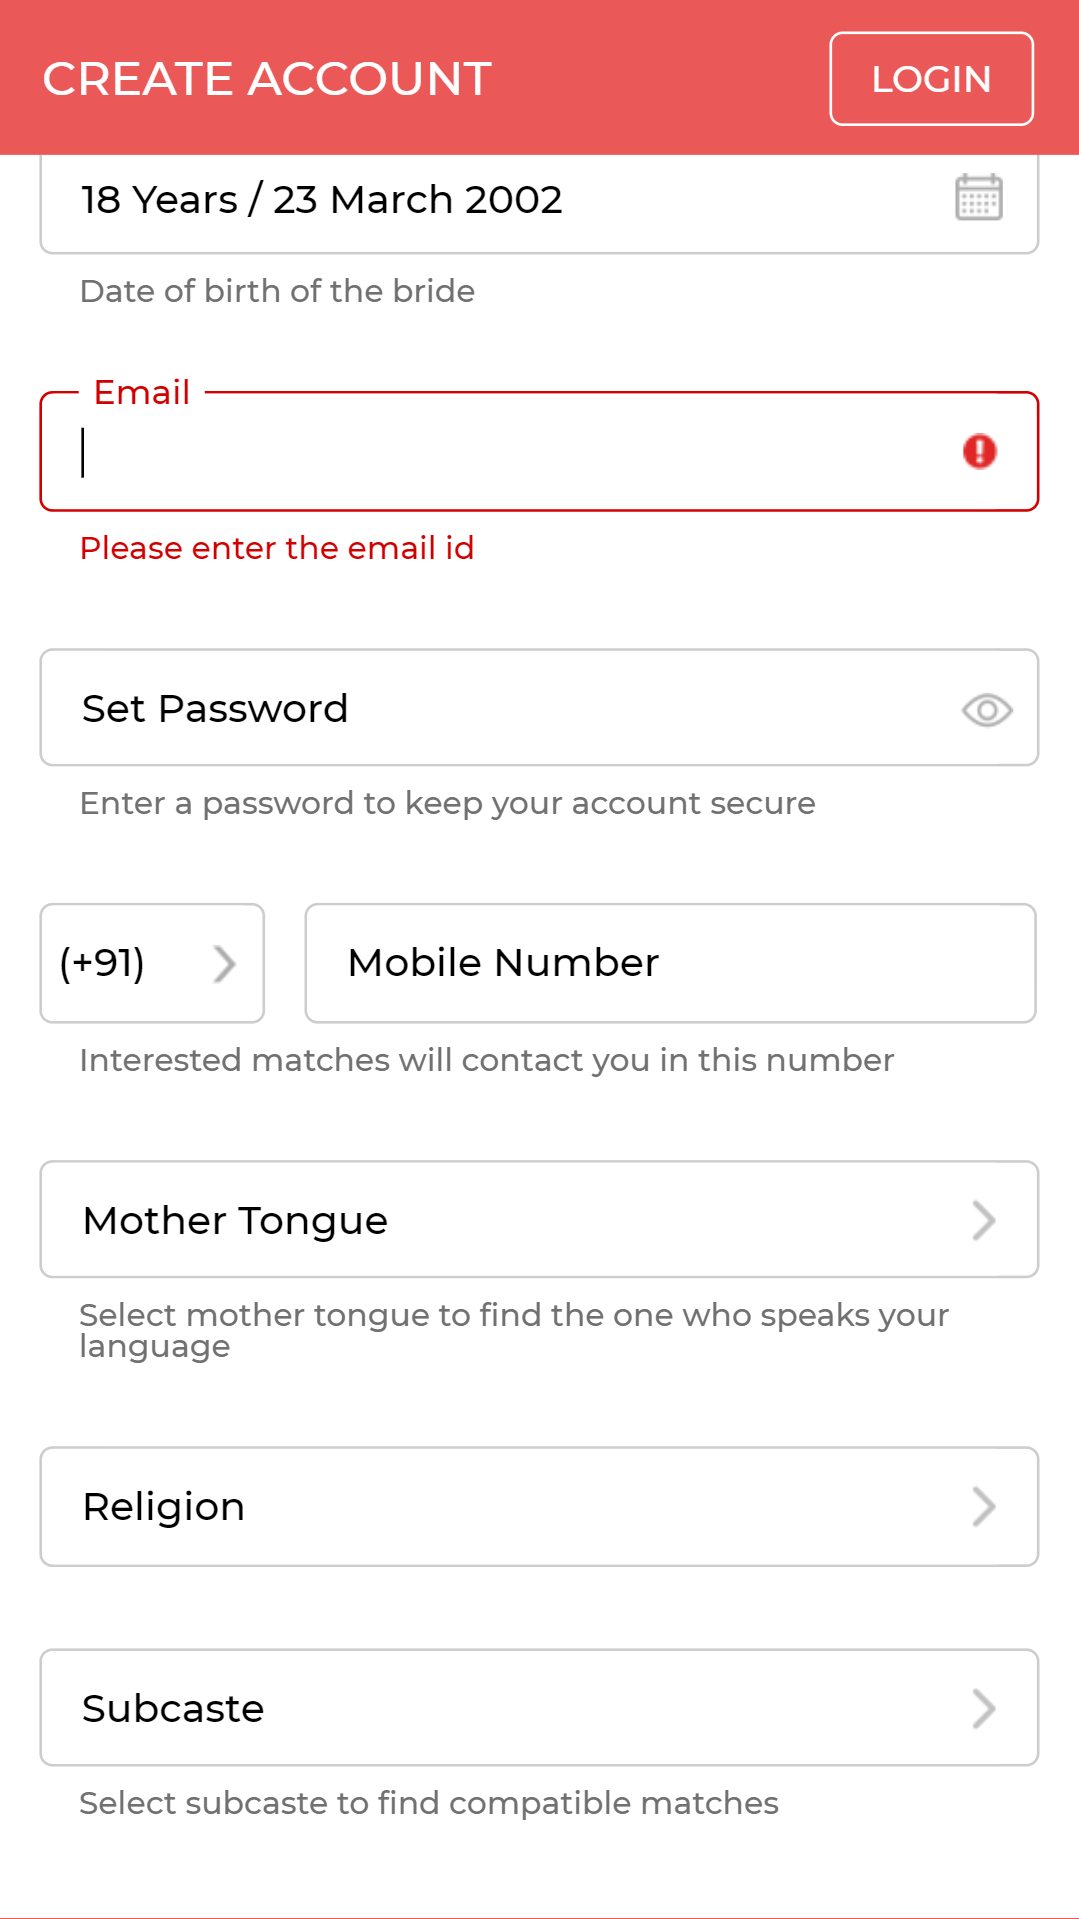 CREATE ACCOUNT
LOGIN
18 Years / 23 March 2002
Date of birth of the bride
Email
Please enter the email id
Set Password
Enter a password to keep your account secure
(+91)
Mobile Number
Interested matches will contact you in this number
Mother Tongue
Select mother tongue to find the one who speaks your
language
Religion
Subcaste
Select subcaste to find compatible matches